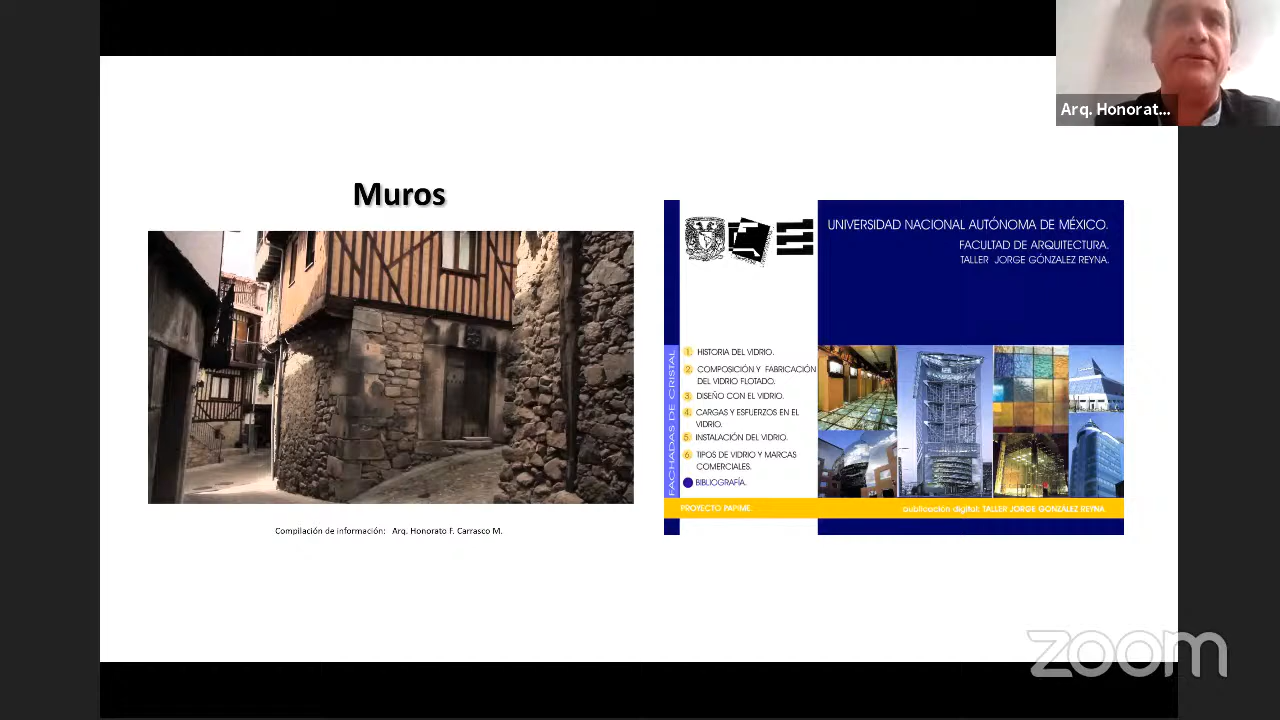 Arq. Honorat...
Muros
Compilación de información: Arq. Honorato F. Carrasco M.
UNIVERSIDAD NACIONAL AUTÓNOMA DE MÉXICO.
FACULTAD DE ARQUITECTURA.
TALLER JORGE GÓNZALEZ REYNA.
FACHADAS DE CRISTAL
1. HISTORIA DEL VIDRIO.
2. COMPOSICIÓN Y FABRICACIÓN
DEL VIDRIO FLOTADO.
3. DISEÑO CON EL VIDRIO.
4. CARGAS Y ESFUERZOS EN EL
VIDRIO.
5. INSTALACIÓN DEL VIDRIO.
6. TIPOS DE VIDRIO Y MARCAS
COMERCIALES.
BIBLIOGRAFÍA.
PROYECTO PAPIME.
publicacion digital: TALLER JORGE GONZÁLEZ REYNA
zoom